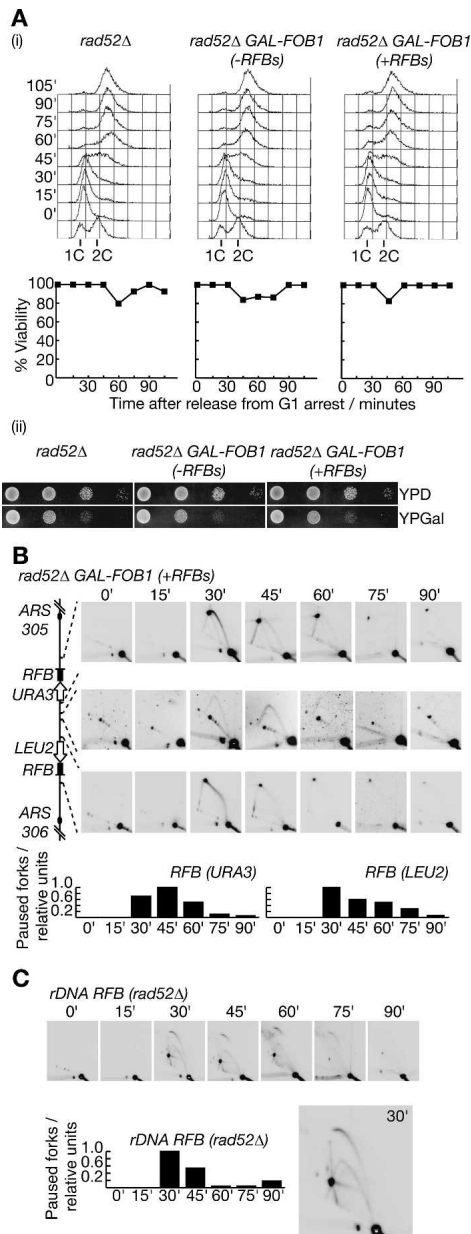 A
(i)
rad52Δ
rad52Δ GAL-FOB1
(-RFBs)
rad52Δ GAL-FOB1
(+RFBs)
105'
90'
75'
60'
45'
30'
15'
0'
1C 2C
1C 2C
1C 2C
% Viability
100
80
60
40
20
0
0 30 60 90
0 30 60 90
0 30 60 90
Time after release from G1 arrest / minutes
(ii)
rad52Δ
rad52Δ GAL-FOB1
(-RFBs)
rad52Δ GAL-FOB1
(+RFBs)
YPD
YPGal
B
rad52Δ GAL-FOB1 (+RFBs)
0' 15' 30' 45' 60' 75' 90'
ARS
305
RFB
URA3
LEU2
RFB
ARS
306
Paused forks /
relative units
RFB (URA3)
1.0
0.6
0.2
0' 15' 30' 45' 60' 75' 90'
RFB (LEU2)
1.0
0.6
0.2
0' 15' 30' 45' 60' 75' 90'
C
rDNA RFB (rad52Δ)
0' 15' 30' 45' 60' 75' 90'
Paused forks /
relative units
rDNA RFB (rad52Δ)
1.0
0.6
0.2
0' 15' 30' 45' 60' 75' 90'
30'